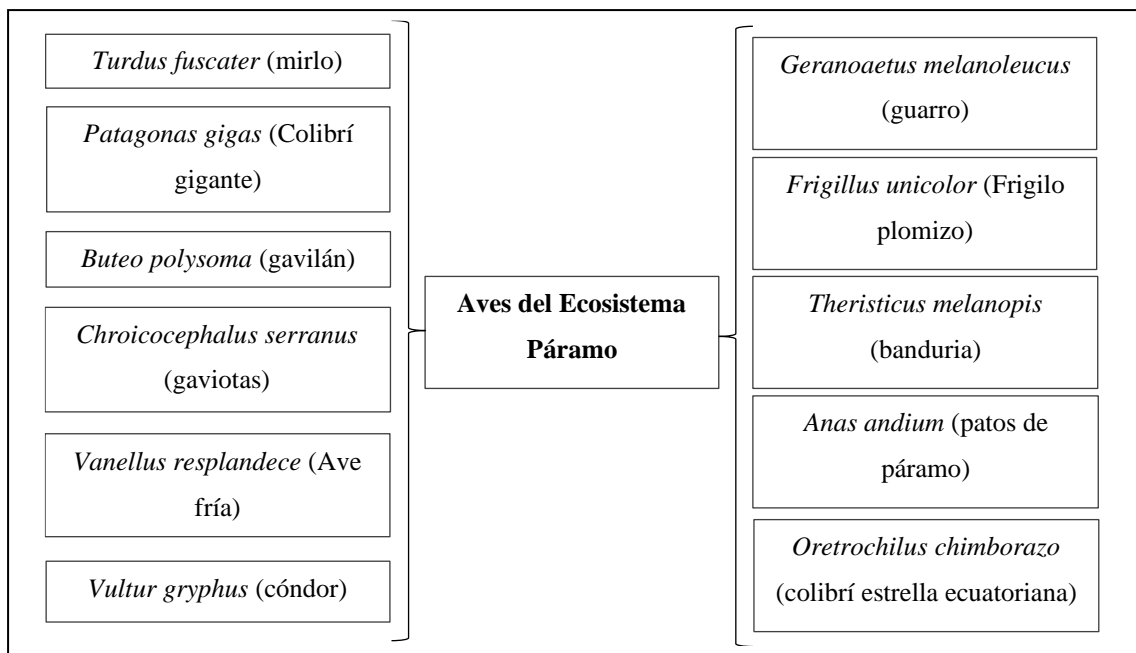 Turdus fuscater (mirlo)
Patagonas gigas (Colibrí
gigante)
Buteo polysoma (gavilán)
Chroicocephalus serranus
(gaviotas)
Vanellus resplandece (Ave
fría)
Vultur gryphus (cóndor)
Aves del Ecosistema
Páramo
Geranoaetus melanoleucus
(guarro)
Frigillus unicolor (Frigilo
plomizo)
Theristicus melanopis
(banduria)
Anas andium (patos de
páramo)
Oretrochilus chimborazo
(colibrí estrella ecuatoriana)